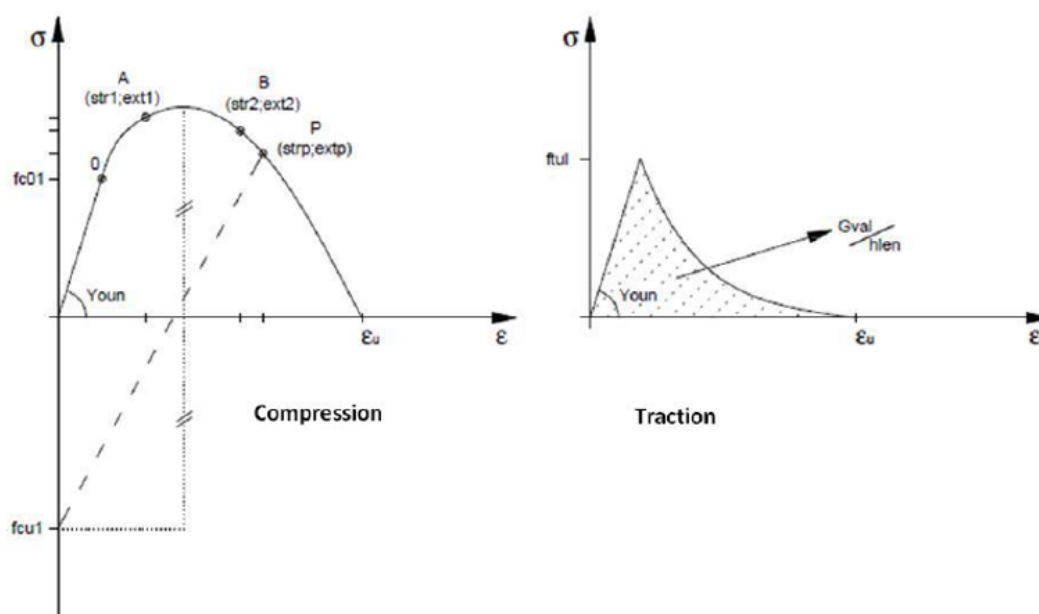 σ
A
(str1;ext1)
B
(str2;ext2)
P
(strp;extp)
0
fc01
Youn
εu
ε
fcu1
Compression
σ
ftul
Gval
hlen
Youn
εu
ε
Traction